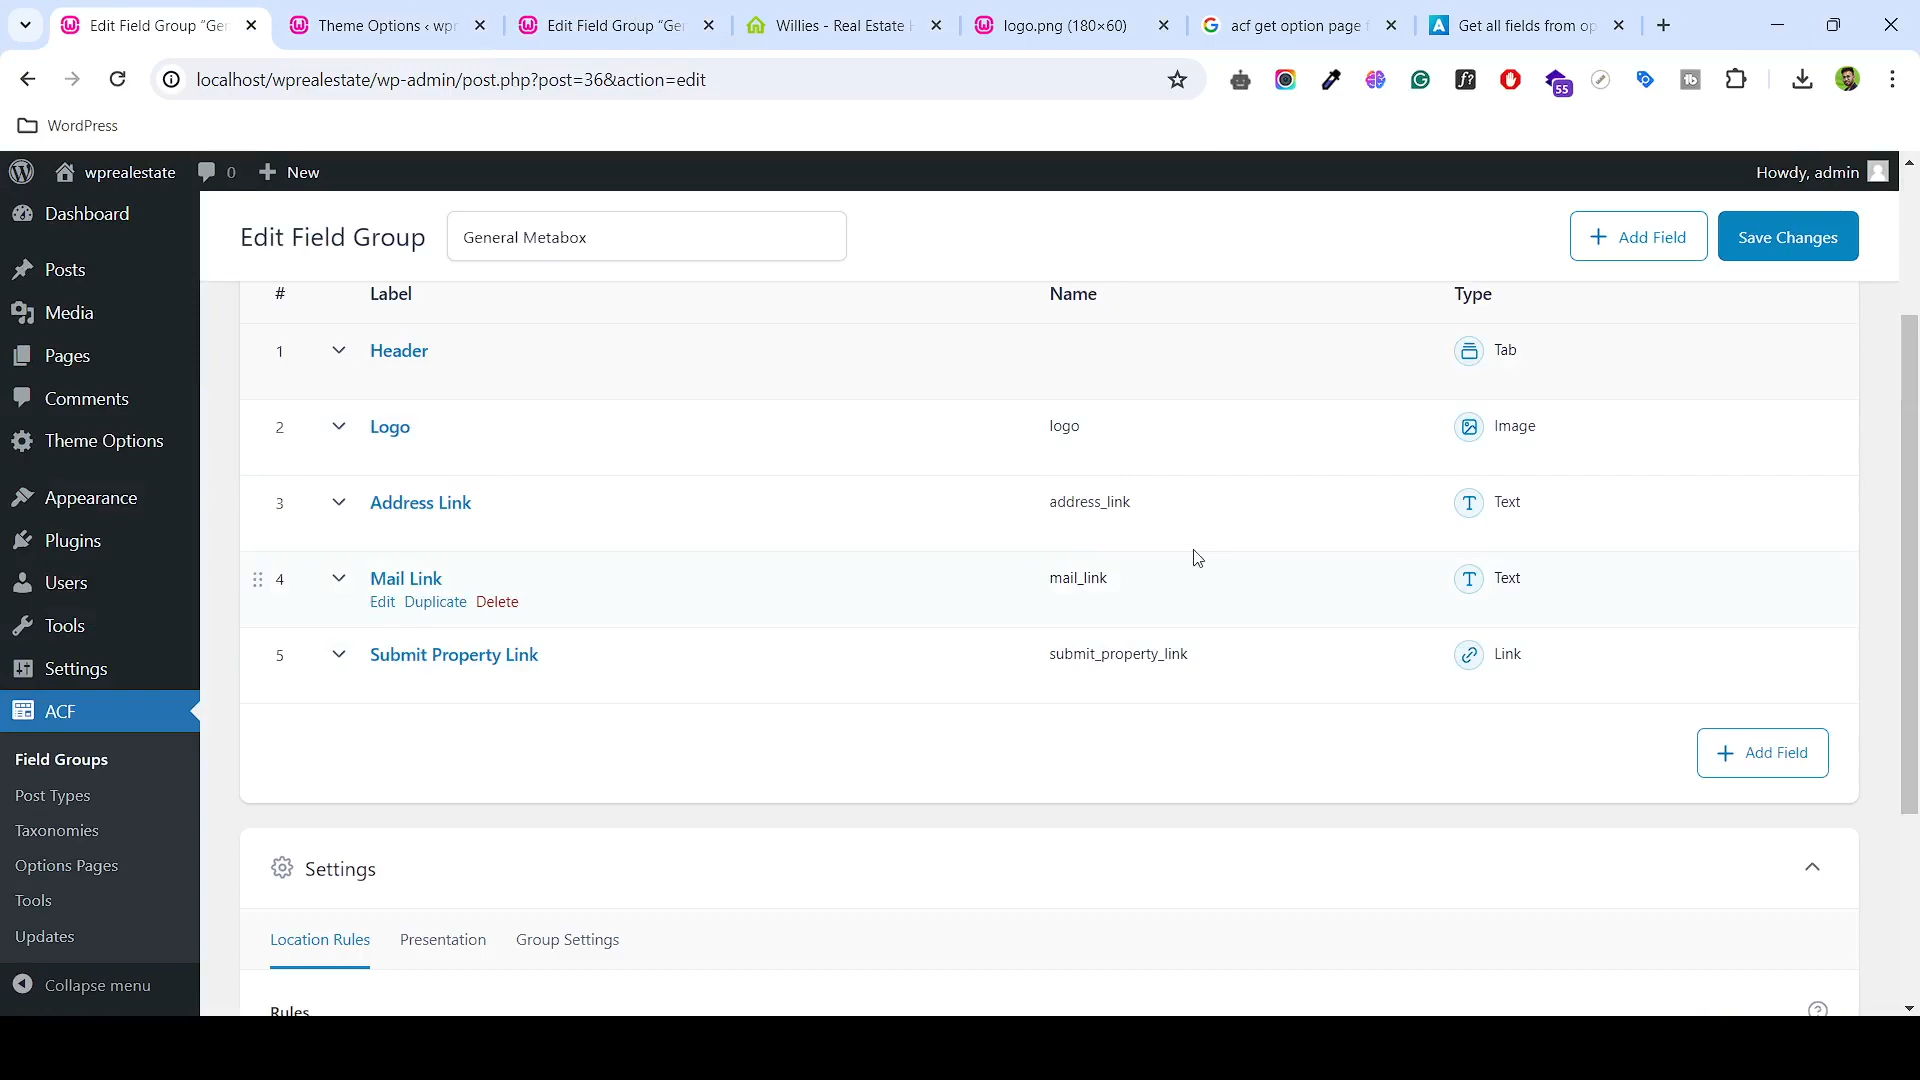 Edit Field Group “Ger
Theme Options ‹ wpr
Edit Field Group “Ger
Willies - Real Estate H
logo.png (180×60)
acf get option page f
Get all fields from op
localhost/wprealestate/wp-admin/post.php?post=36&action=edit
f?
55
tb
WordPress
wprealestate
0
New
Howdy, admin
Dashboard
Posts
Media
Pages
Comments
Theme Options
Appearance
Plugins
Users
Tools
Settings
ACF
Field Groups
Post Types
Taxonomies
Options Pages
Tools
Updates
Collapse menu
Edit Field Group
General Metabox
Add Field
Save Changes
# Label Name Type
1 Header Tab
2 Logo logo Image
3 Address Link address_link Text
4 Mail Link mail_link Text
Edit Duplicate Delete
5 Submit Property Link submit_property_link Link
Add Field
Settings
Location Rules Presentation Group Settings
Rules